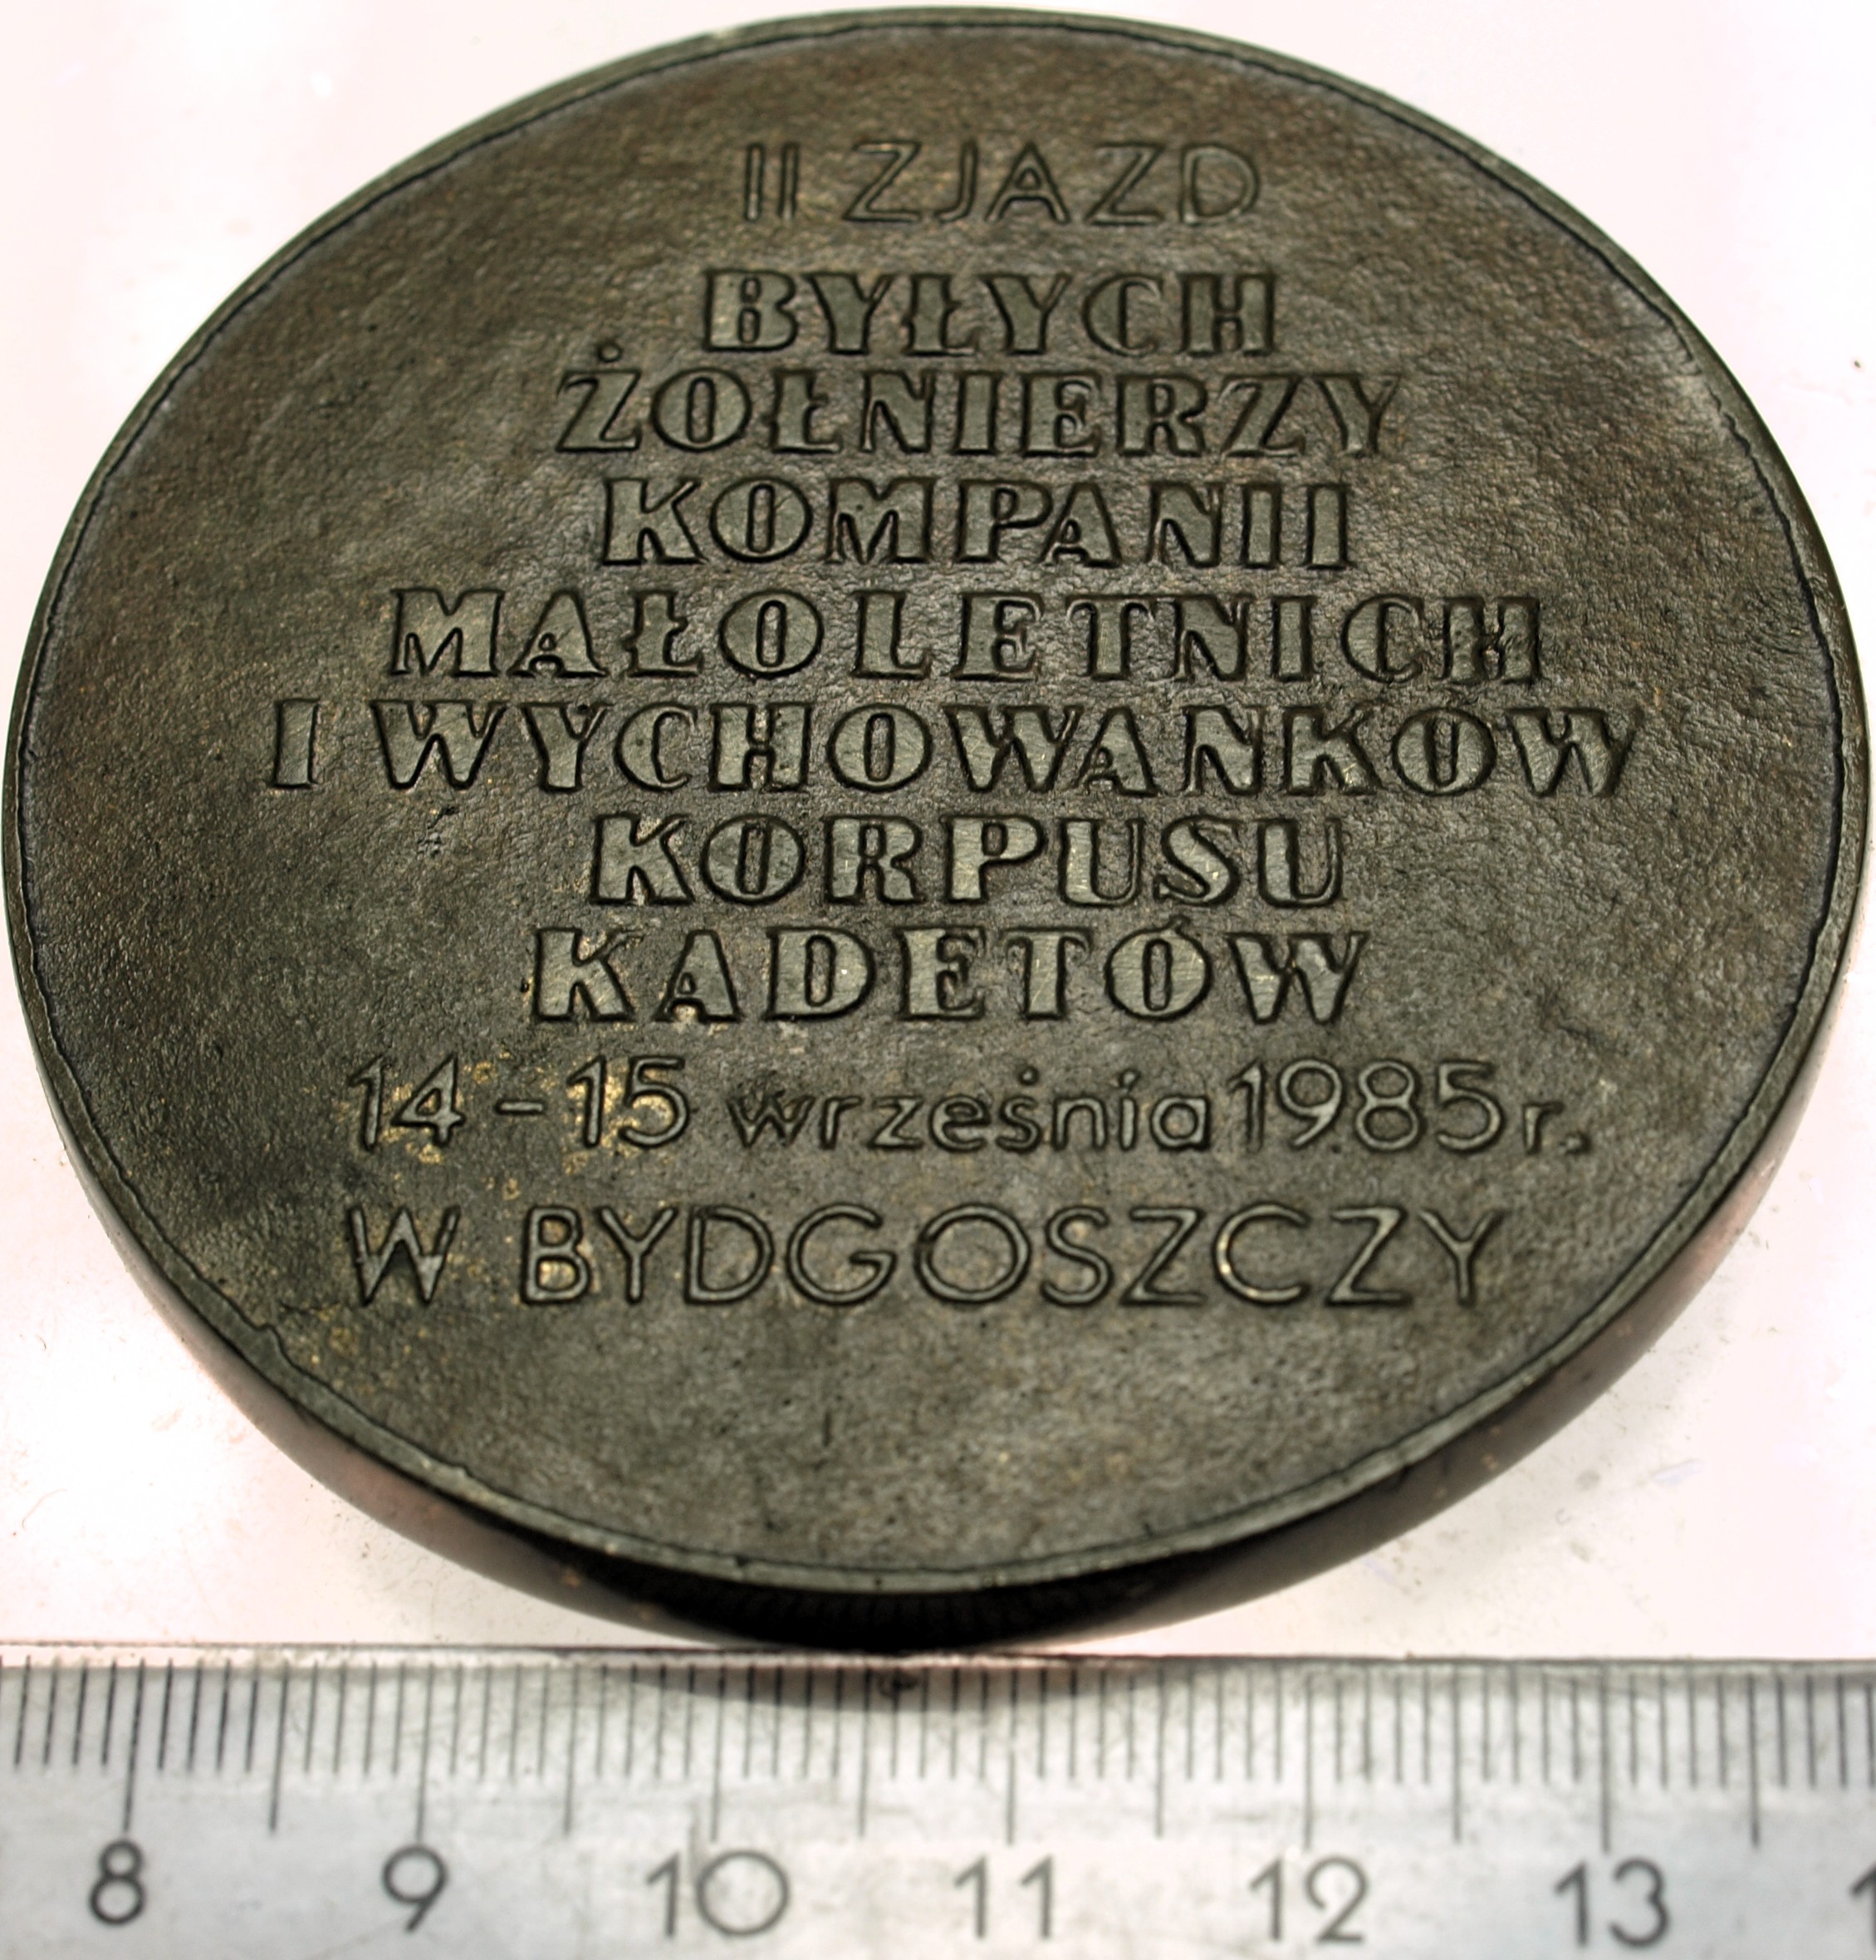 II ZJAZD
BYŁYCH
ŻOŁNIERZY
KOMPANII
MAŁOLETNICH
I WYCHOWANKÓW
KORPUSU
KADETÓW
14-15 września 1985 r.
W BYDGOSZCZY
8 9 10 11 12 13